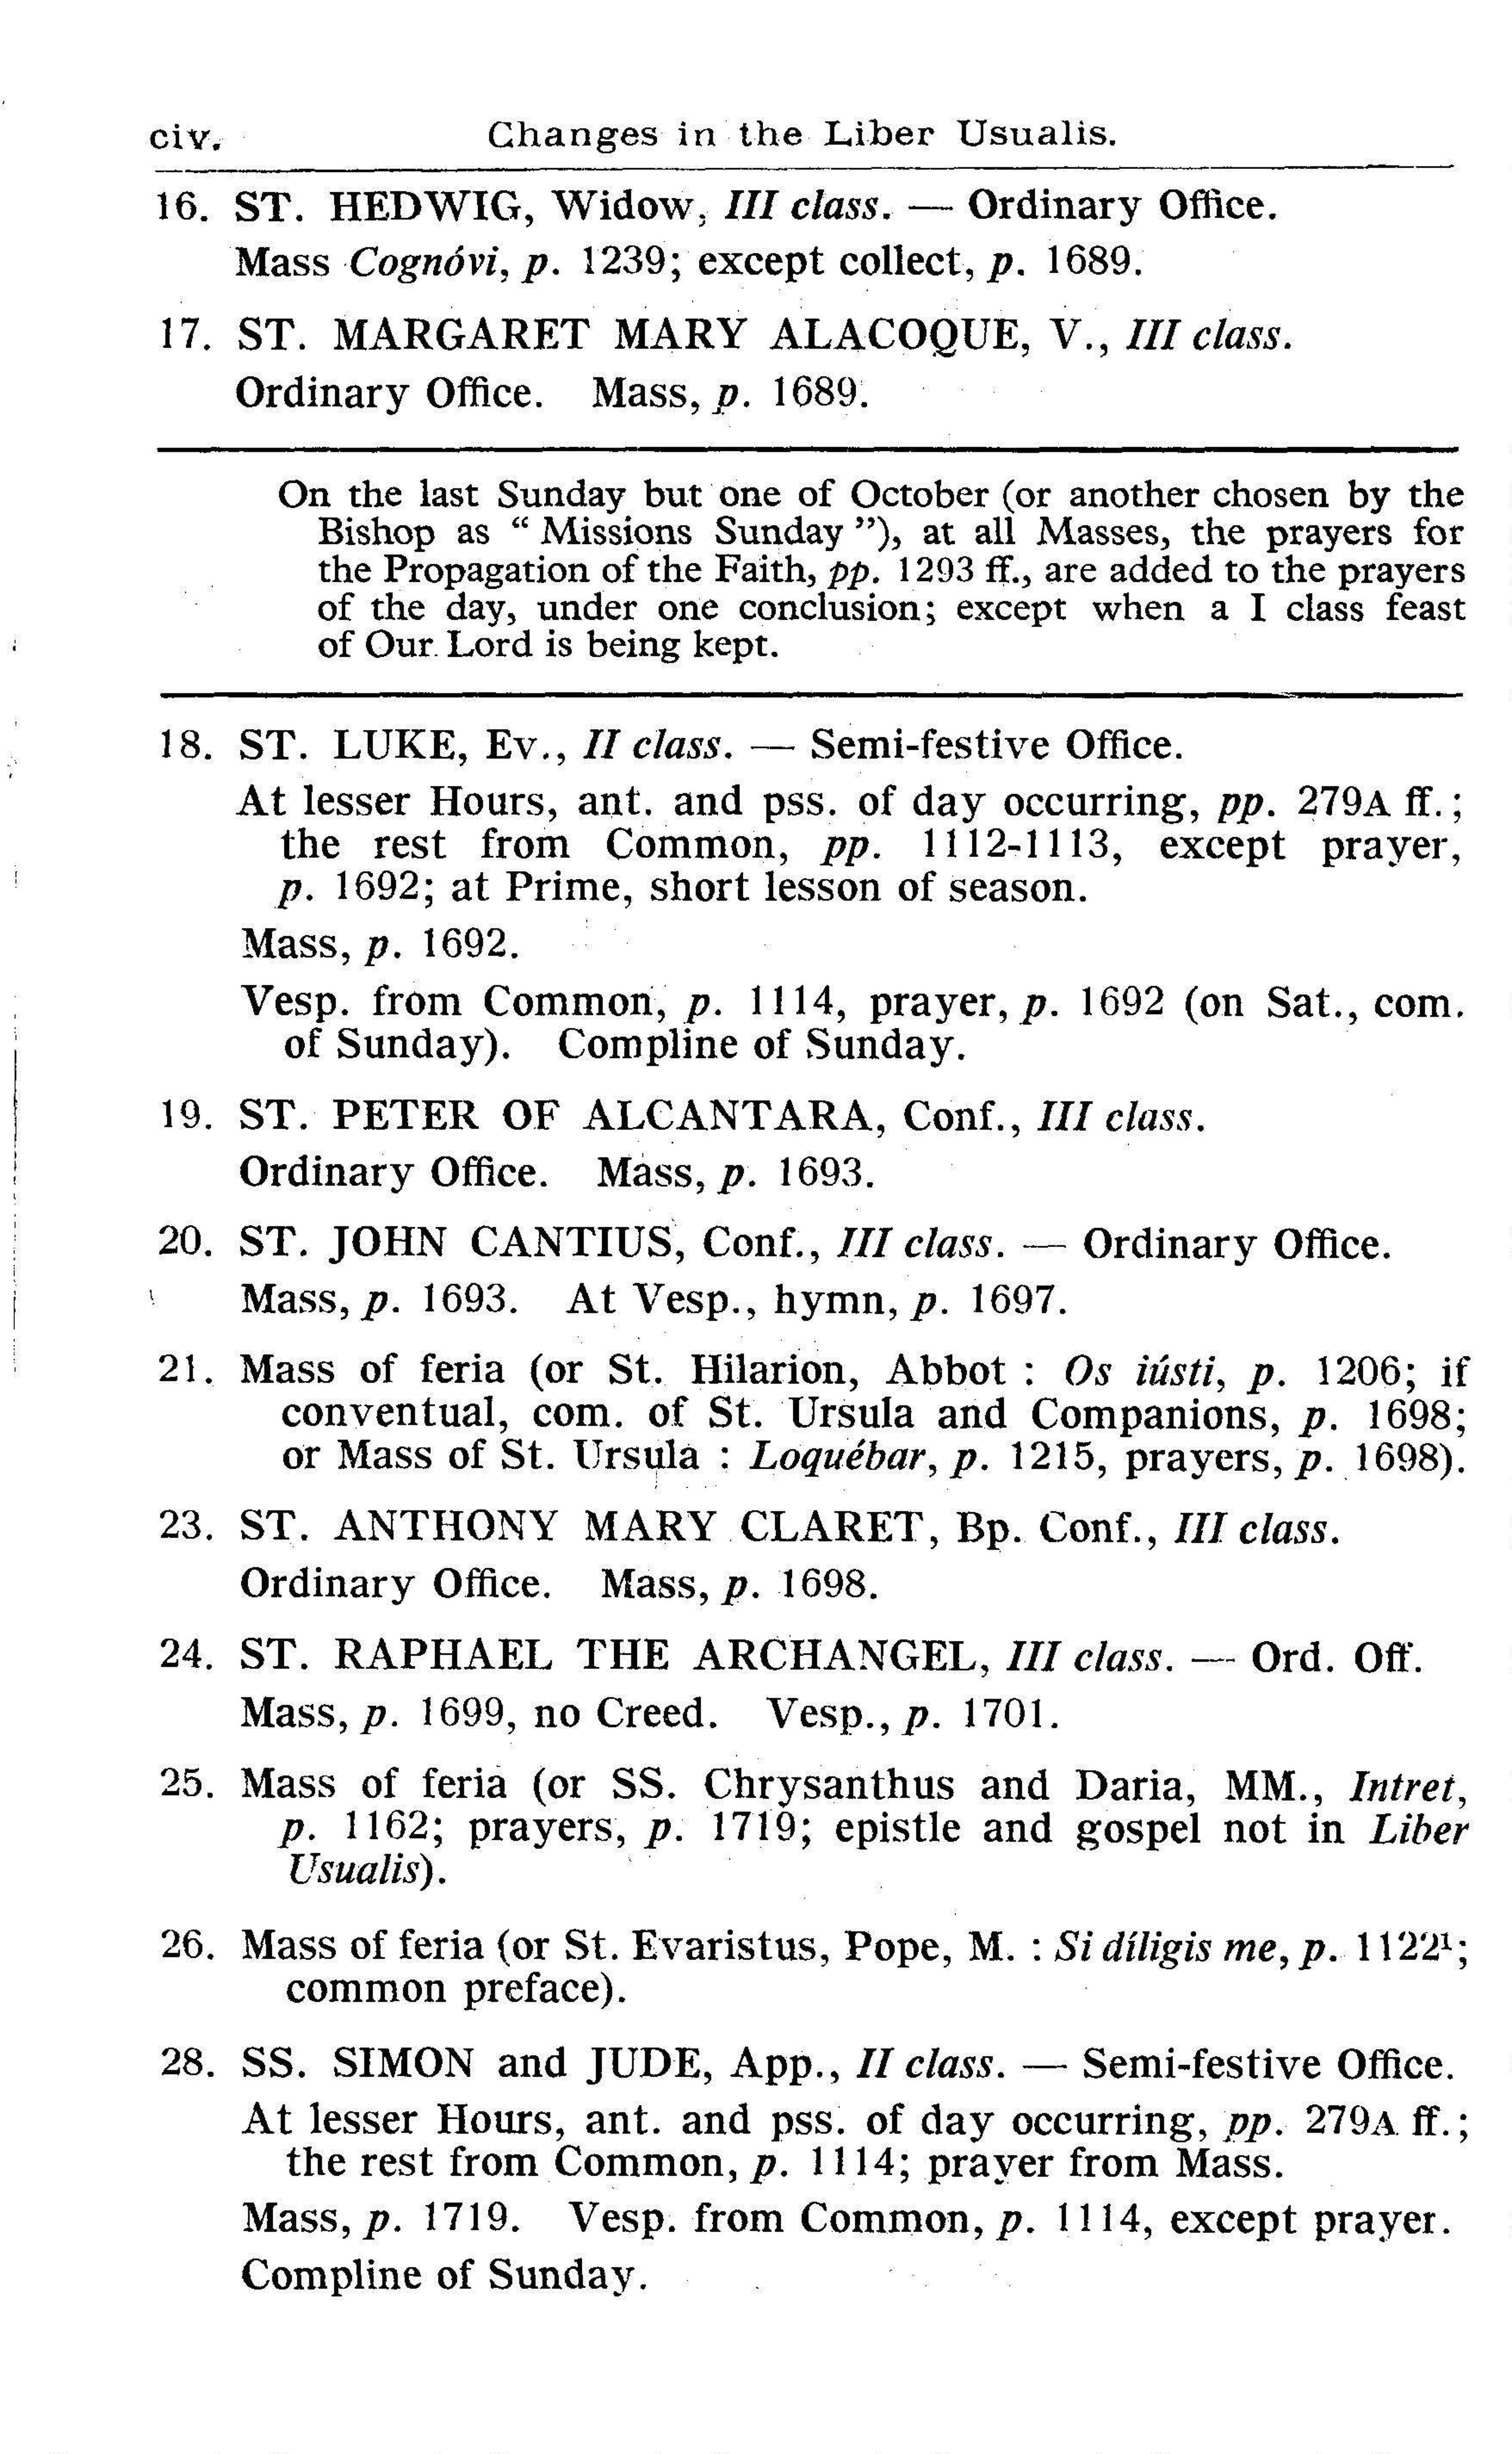 civ. Changes in the Liber Usualis.
16. ST. HEDWIG, Widow, III class. — Ordinary Office.
Mass Cognóvi, p. 1239; except collect, p. 1689.
17. ST. MARGARET MARY ALACOQUE, V., III class.
Ordinary Office. Mass, p. 1689.
On the last Sunday but one of October (or another chosen by the
Bishop as “ Missions Sunday ”), at all Masses, the prayers for
the Propagation of the Faith, pp. 1293 ff., are added to the prayers
of the day, under one conclusion; except when a I class feast
of Our Lord is being kept.
18. ST. LUKE, Ev., II class. — Semi-festive Office.
At lesser Hours, ant. and pss. of day occurring, pp. 279A ff.;
the rest from Common, pp. 1112-1113, except prayer,
p. 1692; at Prime, short lesson of season.
Mass, p. 1692.
Vesp. from Common, p. 1114, prayer, p. 1692 (on Sat., com.
of Sunday). Compline of Sunday.
19. ST. PETER OF ALCANTARA, Conf., III class.
Ordinary Office. Mass, p. 1693.
20. ST. JOHN CANTIUS, Conf., III class. — Ordinary Office.
Mass, p. 1693. At Vesp., hymn, p. 1697.
21. Mass of feria (or St. Hilarion, Abbot : Os iústi, p. 1206; if
conventual, com. of St. Ursula and Companions, p. 1698;
or Mass of St. Ursula : Loquébar, p. 1215, prayers, p. 1698).
23. ST. ANTHONY MARY CLARET, Bp. Conf., III class.
Ordinary Office. Mass, p. 1698.
24. ST. RAPHAEL THE ARCHANGEL, III class. — Ord. Off.
Mass, p. 1699, no Creed. Vesp., p. 1701.
25. Mass of feria (or SS. Chrysanthus and Daria, MM., Intret,
p. 1162; prayers, p. 1719; epistle and gospel not in Liber
Usualis).
26. Mass of feria (or St. Evaristus, Pope, M. : Si díligis me, p. 1122¹;
common preface).
28. SS. SIMON and JUDE, App., II class. — Semi-festive Office.
At lesser Hours, ant. and pss. of day occurring, pp. 279A ff.;
the rest from Common, p. 1114; prayer from Mass.
Mass, p. 1719. Vesp. from Common, p. 1114, except prayer.
Compline of Sunday.